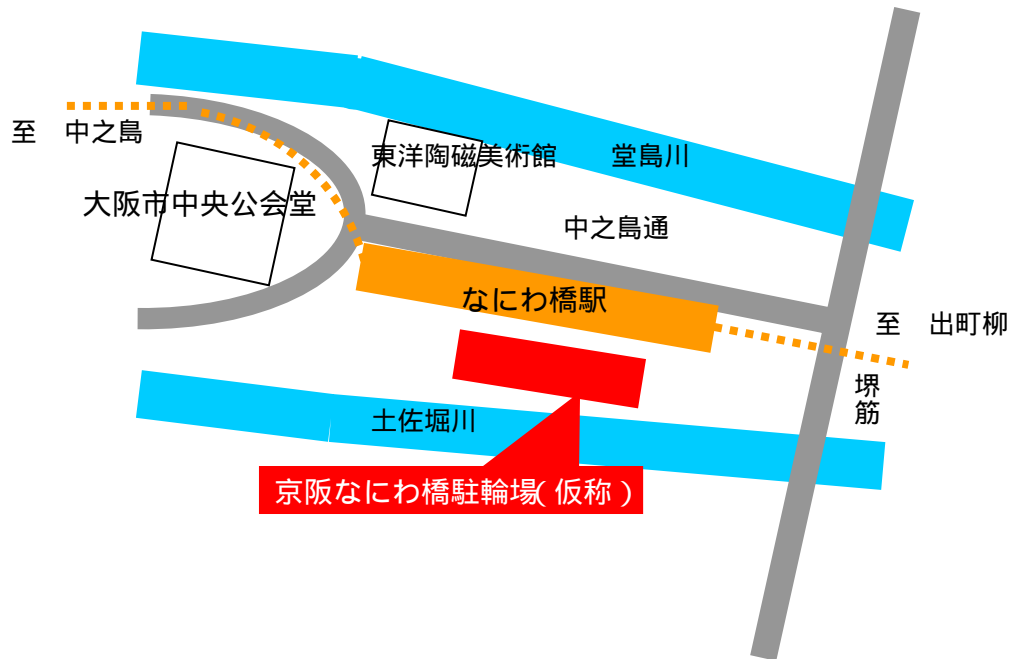 至　中之島
東洋陶磁美術館
堂島川
大阪市中央公会堂
中之島通
なにわ橋駅
至　出町柳
堺筋
土佐堀川
京阪なにわ橋駐輪場(仮称)